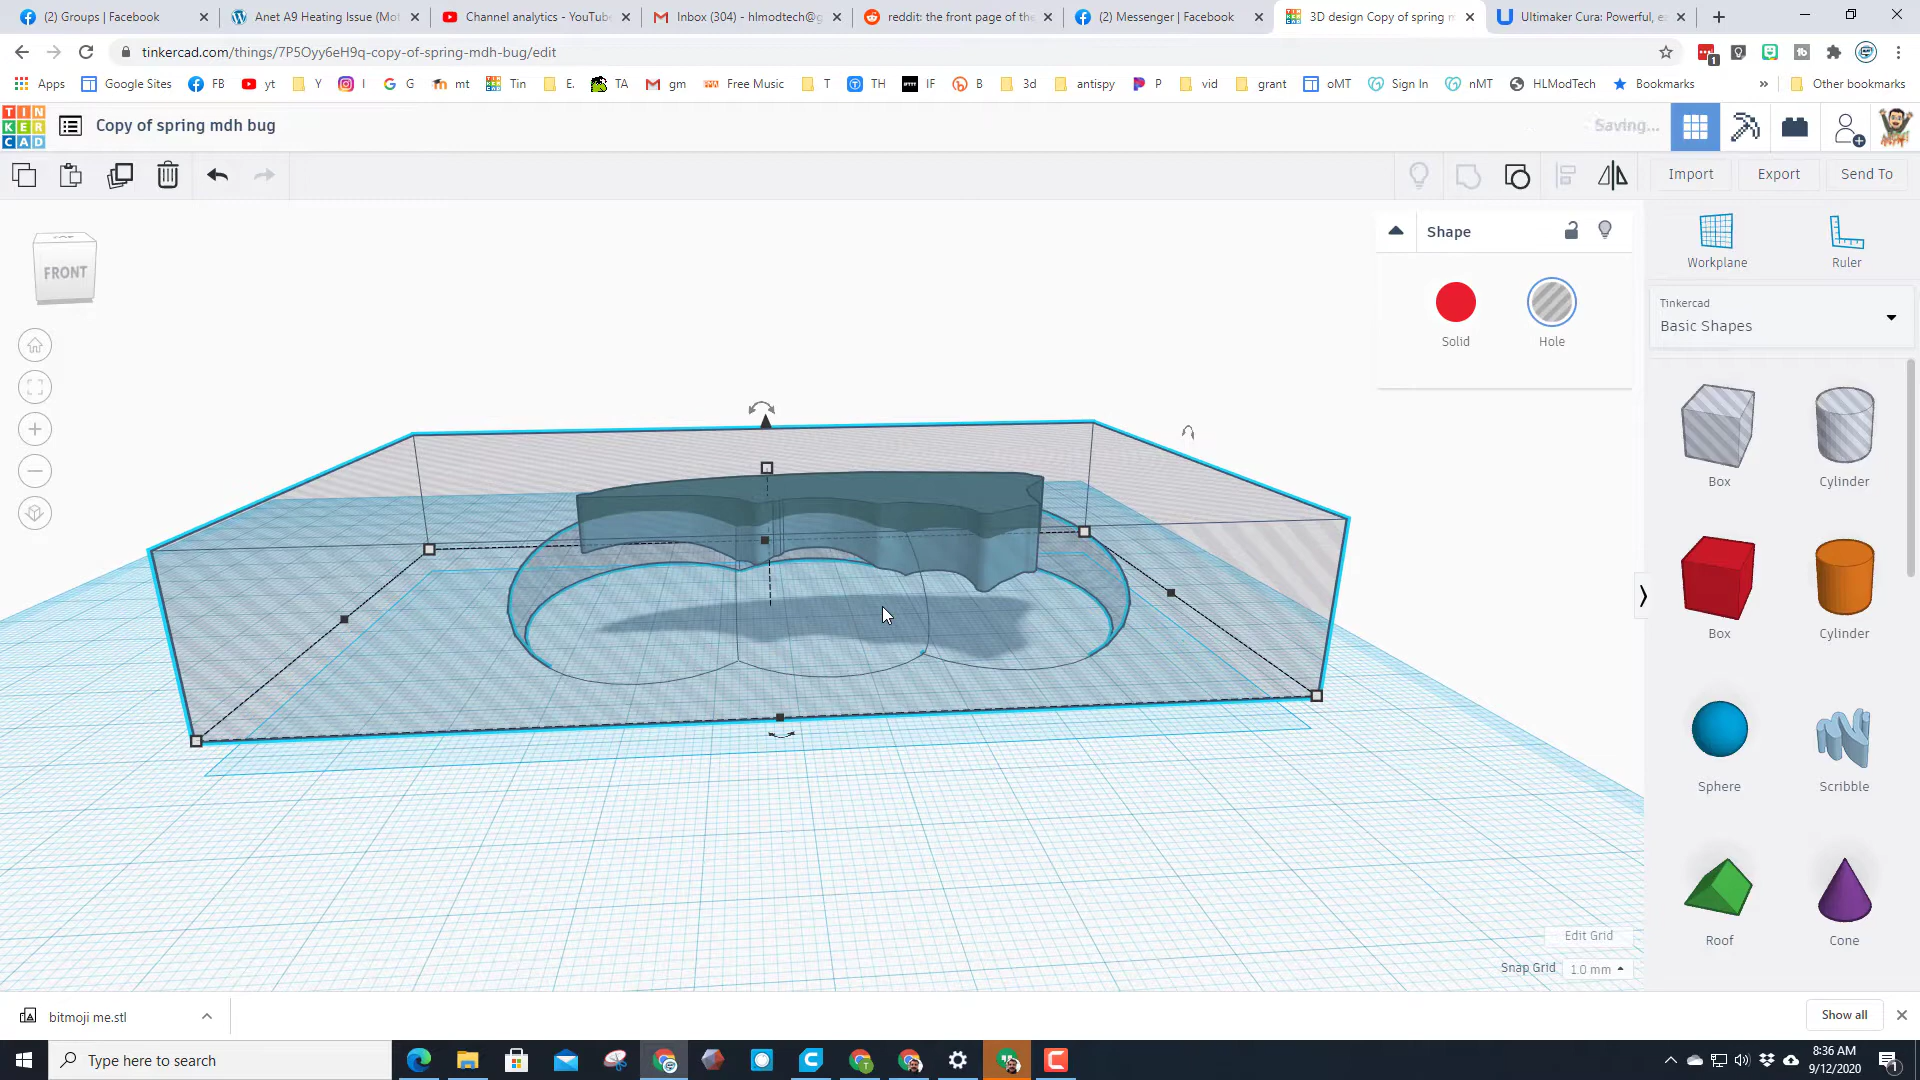 (2) Groups | Facebook
Anet A9 Heating Issue (Mot
Channel analytics - YouTube
Inbox (304) - hlmodtech@g
reddit: the front page of the
(2) Messenger | Facebook
3D design Copy of spring m
Ultimaker Cura: Powerful, e
tinkercad.com/things/7P5Oyy6eH9q-copy-of-spring-mdh-bug/edit
Apps Google Sites FB yt Y I G mt Tin E. TA gm Free Music T TH IF B 3d antispy P vid grant oMT Sign In nMT HLModTech Bookmarks » Other bookmarks
TINKERCAD
Copy of spring mdh bug
Saving...
Import Export Send To
FRONT
Shape
Solid Hole
Workplane Ruler
Tinkercad
Basic Shapes
Box Cylinder
Box Cylinder
Sphere Scribble
Roof Cone
Edit Grid
Snap Grid 1.0 mm
bitmoji me.stl
Show all
Type here to search
8:36 AM
9/12/2020